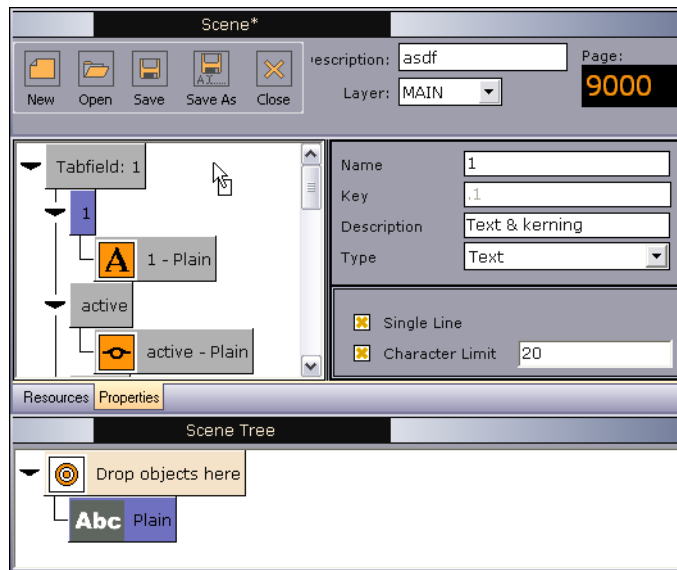 Scene*
escription: asdf
Page:
9000
Layer: MAIN
New Open Save Save As Close
Tabfield: 1
1
1 - Plain
active
active - Plain
Name 1
Key .1
Description Text & kerning
Type Text
Single Line
Character Limit 20
Resources Properties
Scene Tree
Drop objects here
Abc Plain